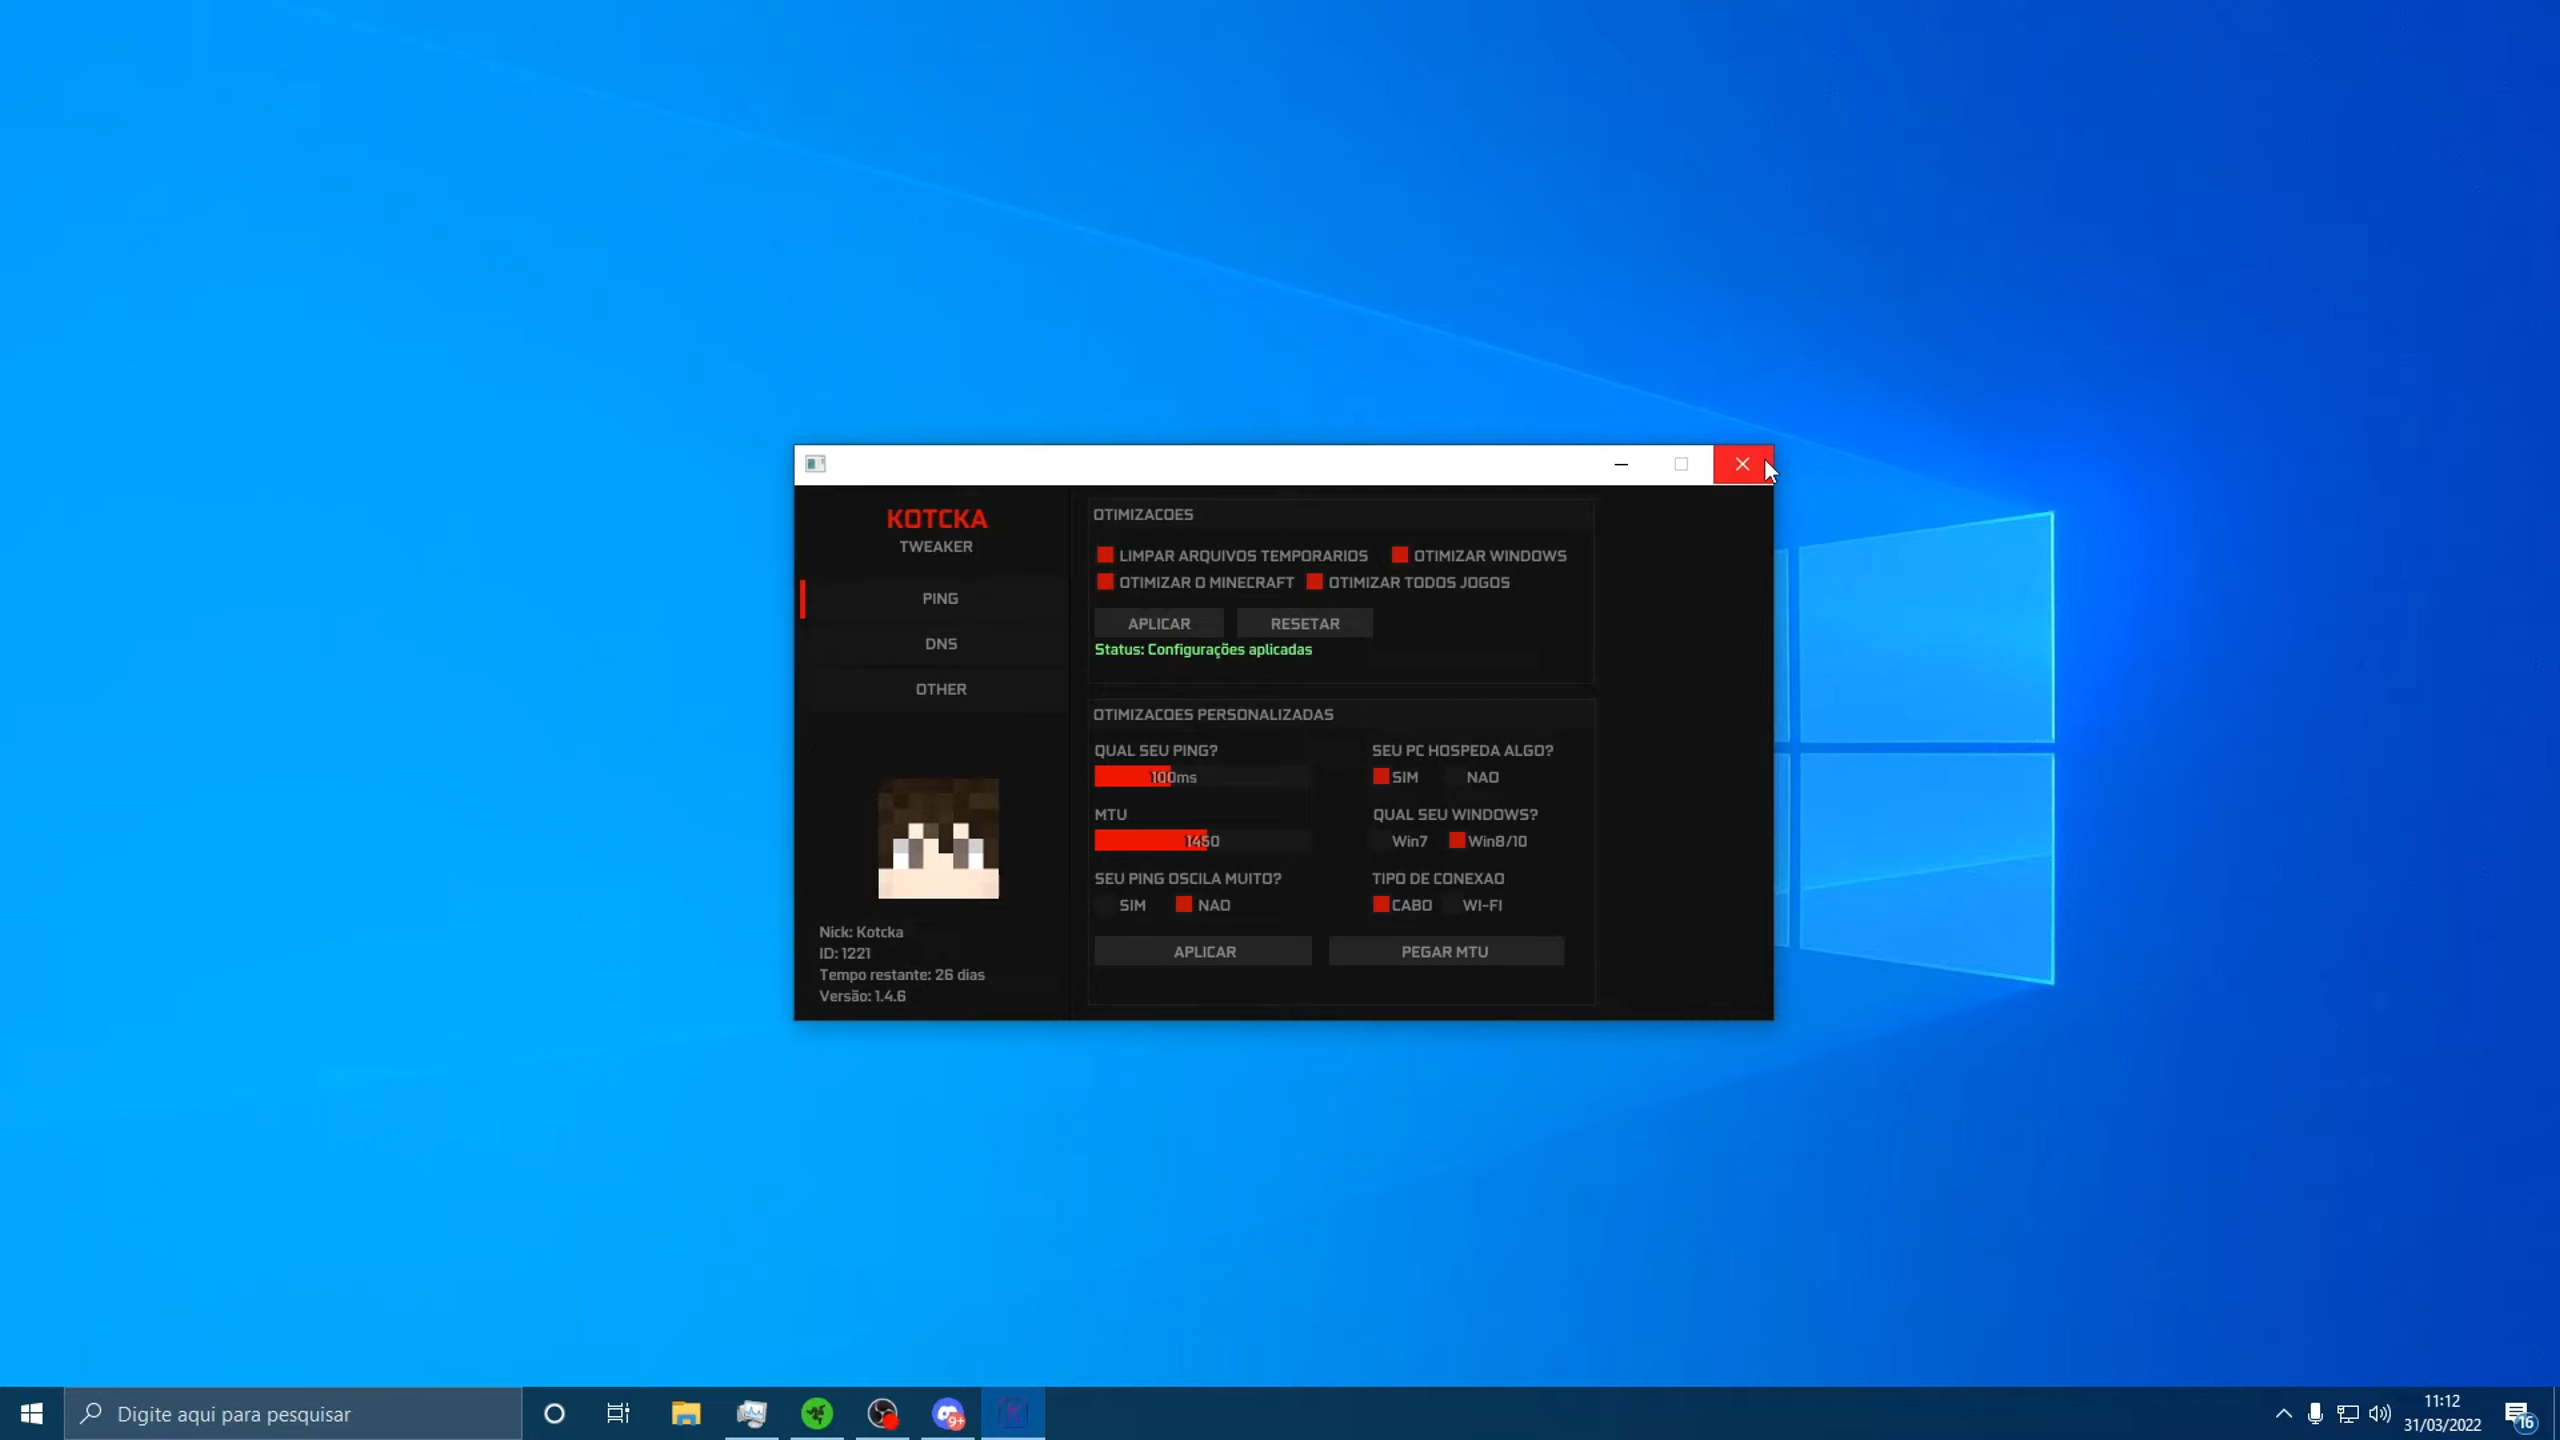 KOTCKA
TWEAKER
PING
DNS
OTHER
Nick: Kotcka
ID: 1221
Tempo restante: 26 dias
Versão: 1.4.6
OTIMIZACOES
LIMPAR ARQUIVOS TEMPORARIOS OTIMIZAR WINDOWS
OTIMIZAR O MINECRAFT OTIMIZAR TODOS JOGOS
APLICAR RESETAR
Status: Configurações aplicadas
OTIMIZACOES PERSONALIZADAS
QUAL SEU PING? SEU PC HOSPEDA ALGO?
100ms SIM NAO
MTU QUAL SEU WINDOWS?
1450 Win7 Win8/10
SEU PING OSCILA MUITO? TIPO DE CONEXAO
SIM NAO CABO WI-FI
APLICAR PEGAR MTU
Digite aqui para pesquisar
9+
11:12
31/03/2022
16